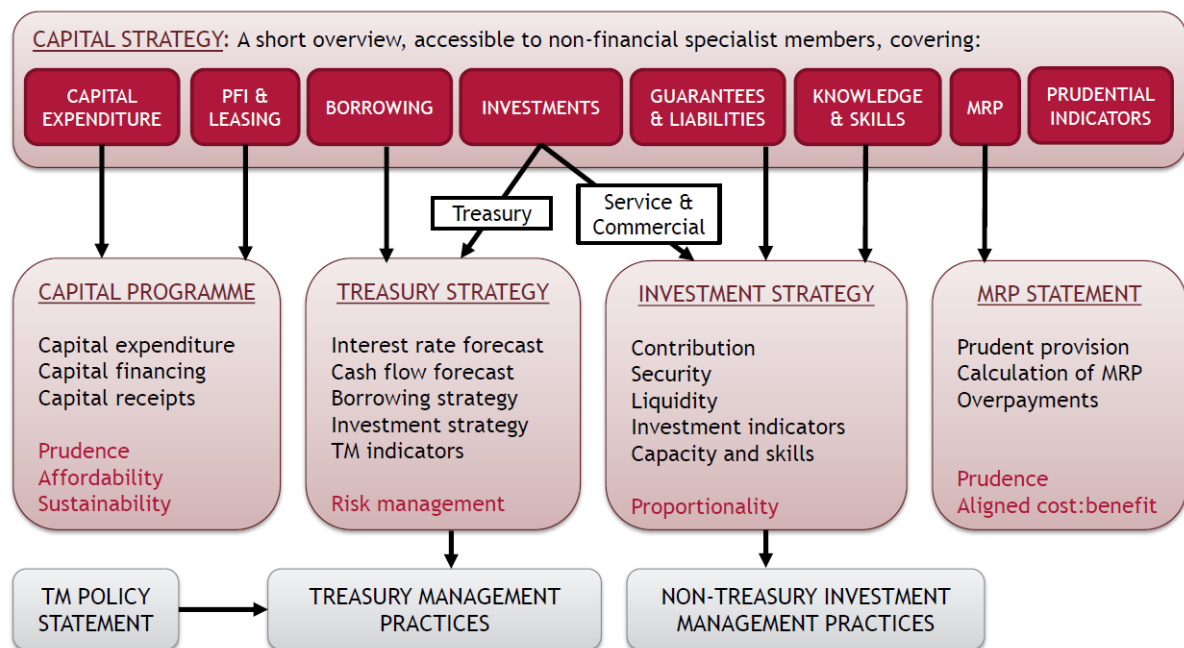 CAPITAL STRATEGY: A short overview, accessible to non-financial specialist members, covering:
CAPITAL
EXPENDITURE
PFI &
LEASING
BORROWING
INVESTMENTS
GUARANTEES
& LIABILITIES
KNOWLEDGE
& SKILLS
MRP
PRUDENTIAL
INDICATORS
Treasury
Service &
Commercial
CAPITAL PROGRAMME
Capital expenditure
Capital financing
Capital receipts
Prudence
Affordability
Sustainability
TREASURY STRATEGY
Interest rate forecast
Cash flow forecast
Borrowing strategy
Investment strategy
TM indicators
Risk management
INVESTMENT STRATEGY
Contribution
Security
Liquidity
Investment indicators
Capacity and skills
Proportionality
MRP STATEMENT
Prudent provision
Calculation of MRP
Overpayments
Prudence
Aligned cost:benefit
TM POLICY
STATEMENT
TREASURY MANAGEMENT
PRACTICES
NON-TREASURY INVESTMENT
MANAGEMENT PRACTICES